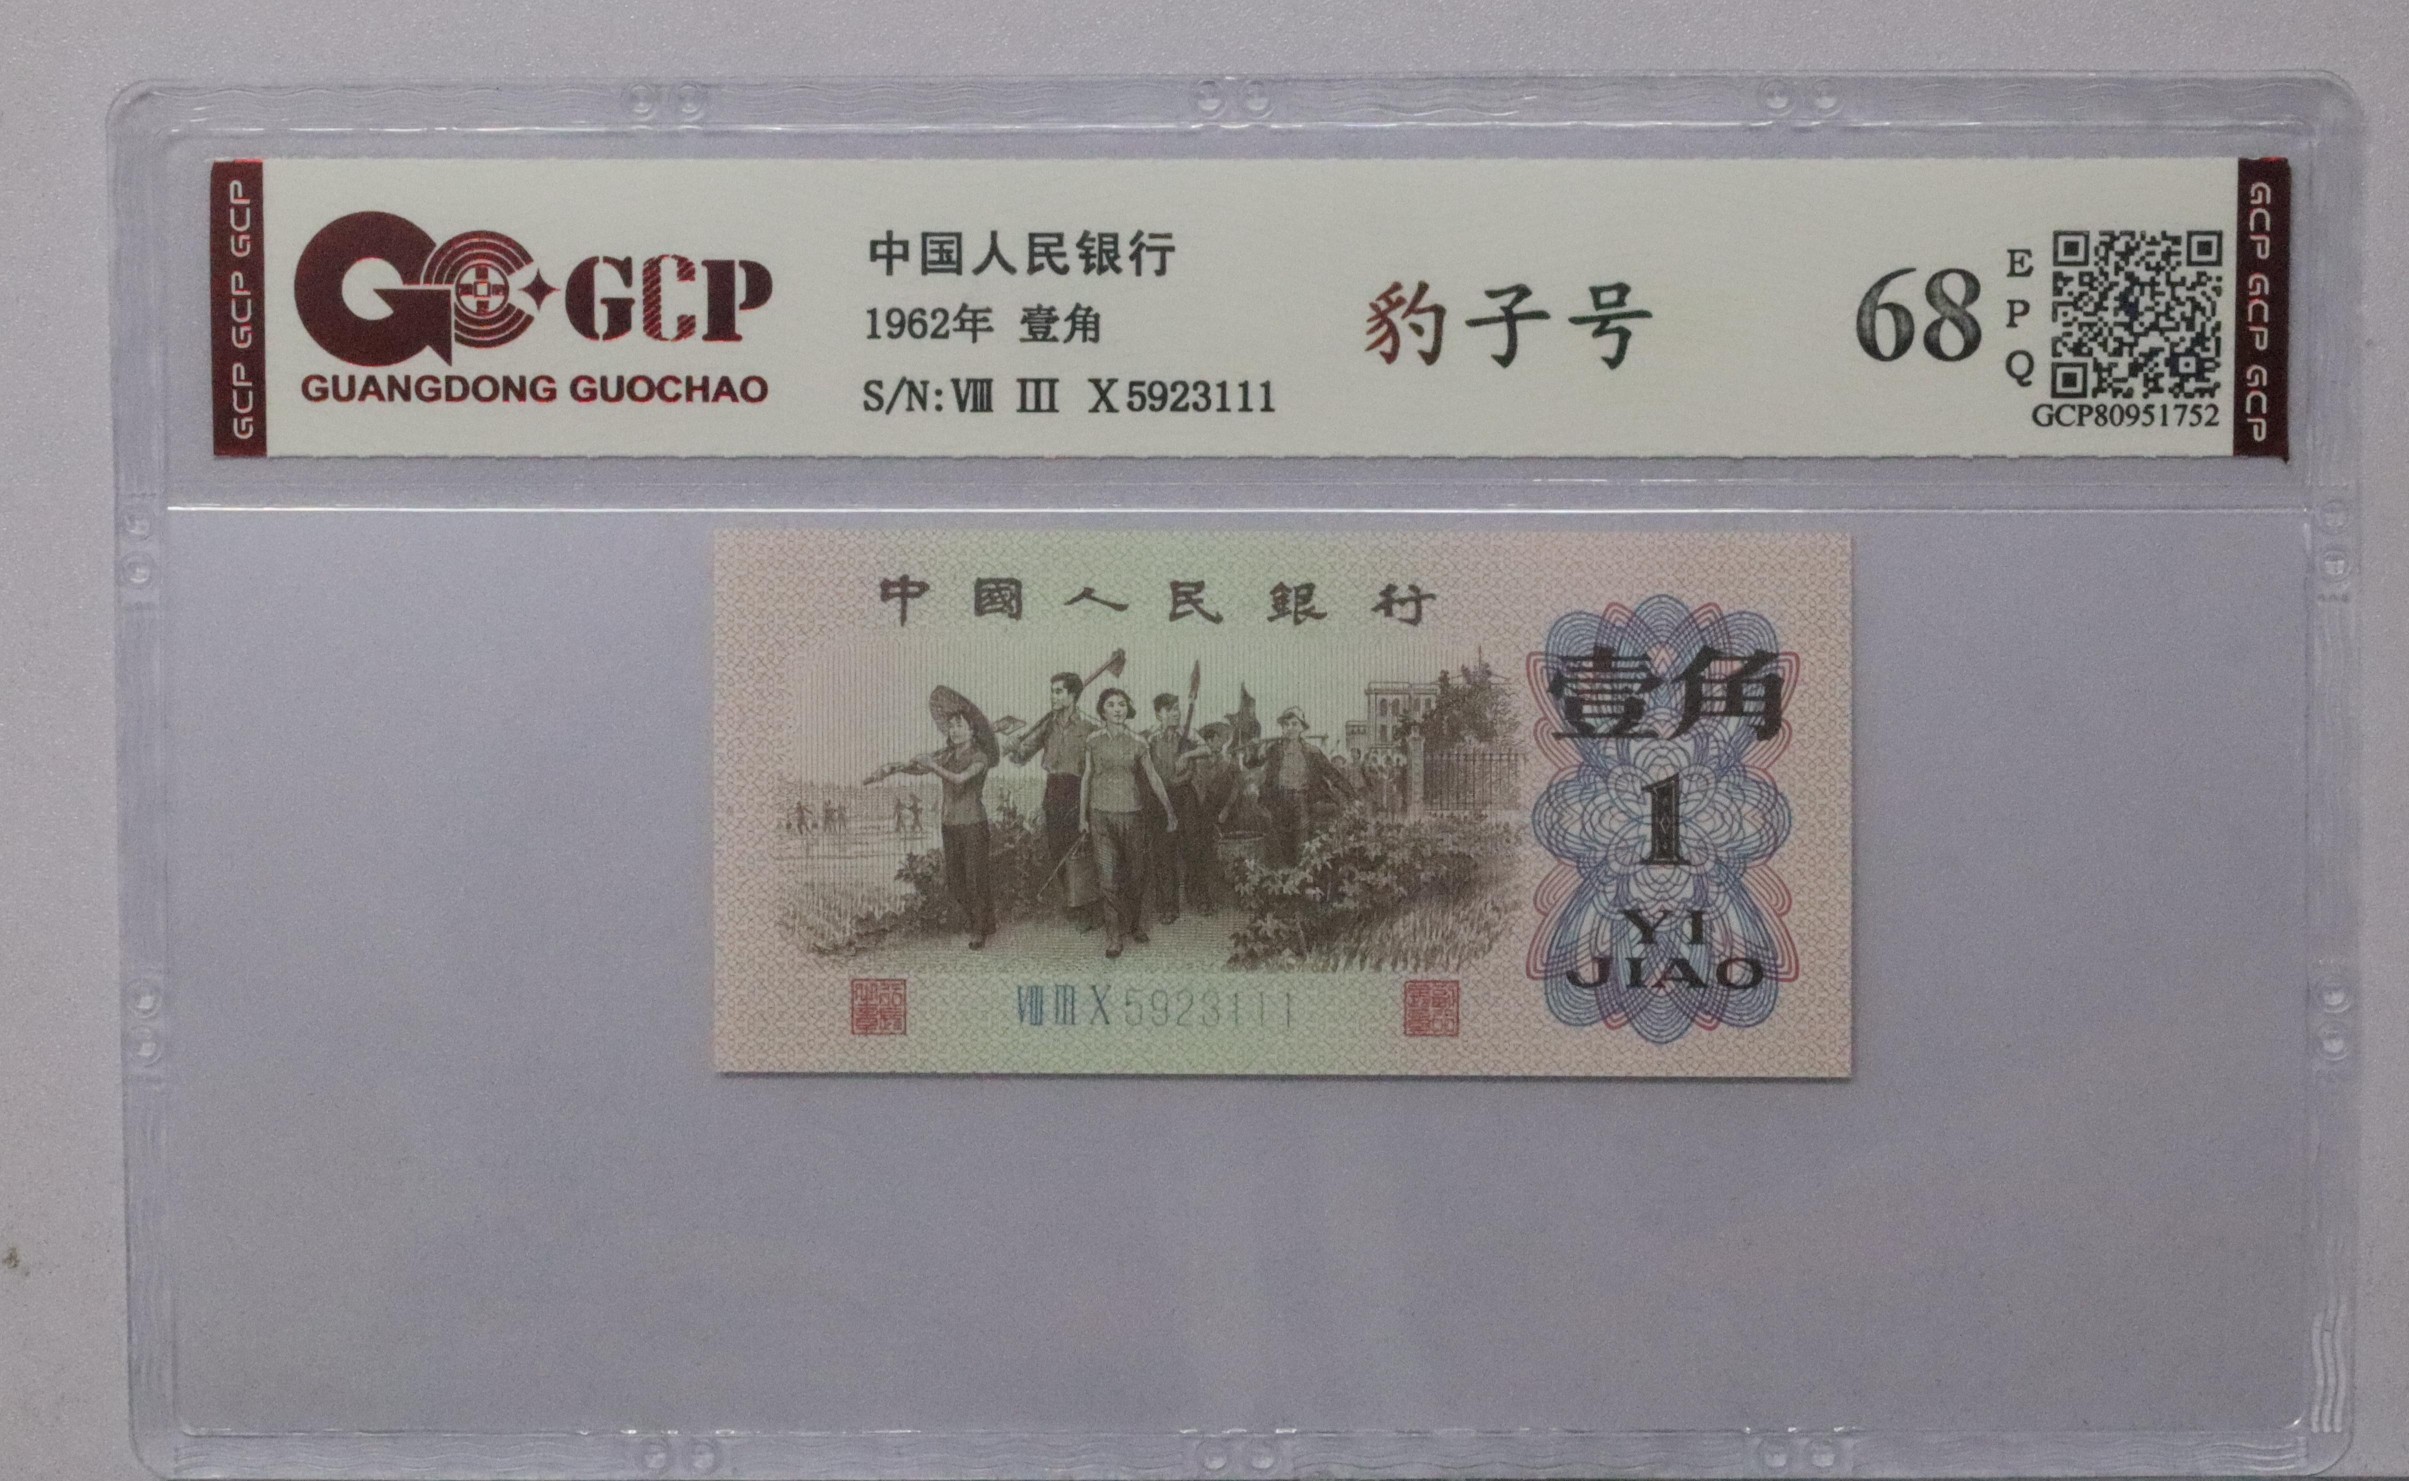 GCP GCP GCP
GCP
GUANGDONG GUOCHAO
中国人民银行
1962年 壹角
S/N:Ⅷ Ⅲ Ⅹ5923111
豹子号
68
E
P
Q
GCP80951752
GCP GCP GCP
中國人民銀行
壹角
1
YI
JIAO
Ⅷ Ⅲ Ⅹ 5923111